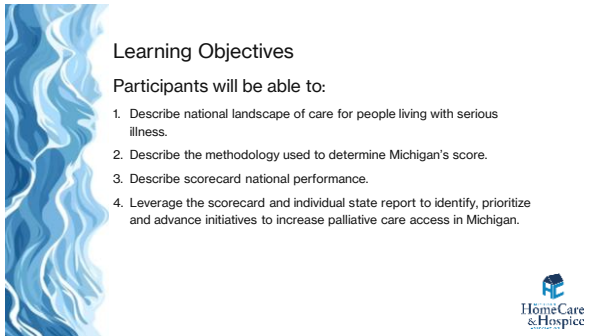 Learning Objectives
Participants will be able to:
1. Describe national landscape of care for people living with serious
illness.
2. Describe the methodology used to determine Michigan's score.
3. Describe scorecard national performance.
4. Leverage the scorecard and individual state report to identify, prioritize
and advance initiatives to increase palliative care access in Michigan.
HomeCare
&Hospice